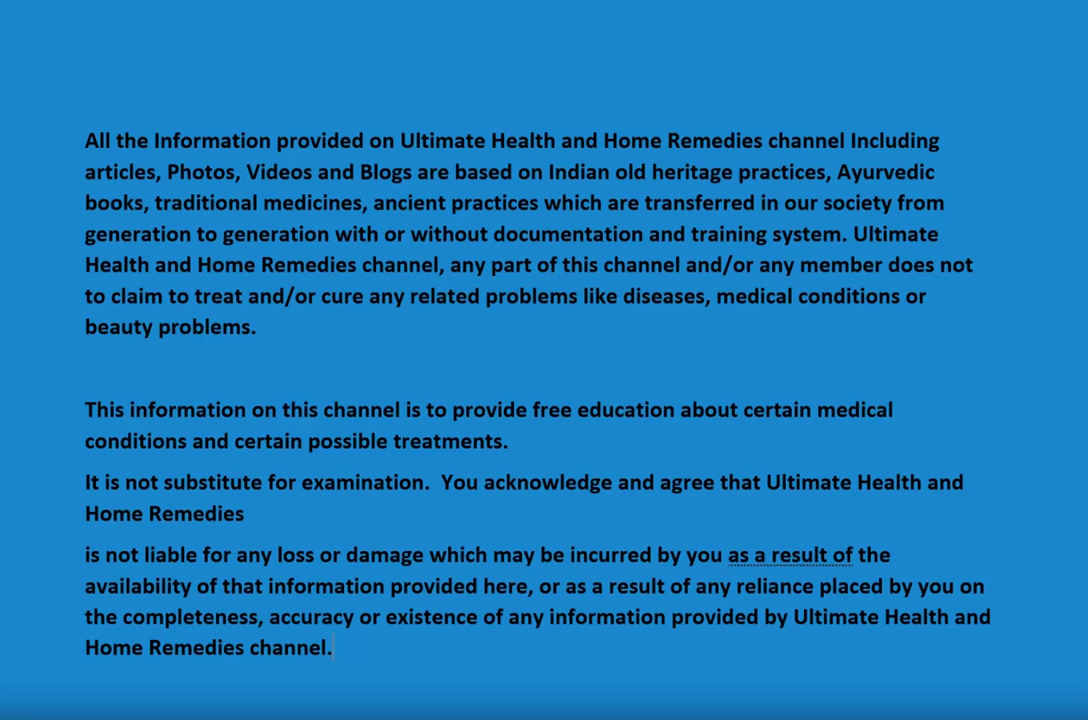 All the Information provided on Ultimate Health and Home Remedies channel Including
articles, Photos, Videos and Blogs are based on Indian old heritage practices, Ayurvedic
books, traditional medicines, ancient practices which are transferred in our society from
generation to generation with or without documentation and training system. Ultimate
Health and Home Remedies channel, any part of this channel and/or any member does not
to claim to treat and/or cure any related problems like diseases, medical conditions or
beauty problems.
This information on this channel is to provide free education about certain medical
conditions and certain possible treatments.
It is not substitute for examination.  You acknowledge and agree that Ultimate Health and
Home Remedies
is not liable for any loss or damage which may be incurred by you as a result of the
availability of that information provided here, or as a result of any reliance placed by you on
the completeness, accuracy or existence of any information provided by Ultimate Health and
Home Remedies channel.